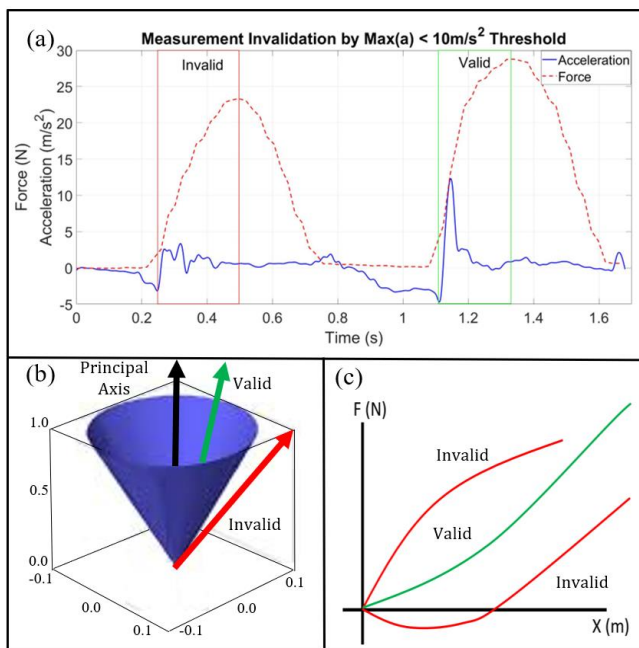 (a)
Measurement Invalidation by Max(a) < 10m/s² Threshold
Invalid
Valid
Acceleration
Force
Force (N)
Acceleration (m/s²)
30
25
20
15
10
5
0
-5
0
0.2
0.4
0.6
0.8
1
1.2
1.4
1.6
Time (s)
(b)
Principal
Axis
Valid
Invalid
1.0
0.5
0.0
-0.1
0.0
0.1
-0.1
0.0
0.1
(c)
F (N)
Invalid
Valid
Invalid
X (m)